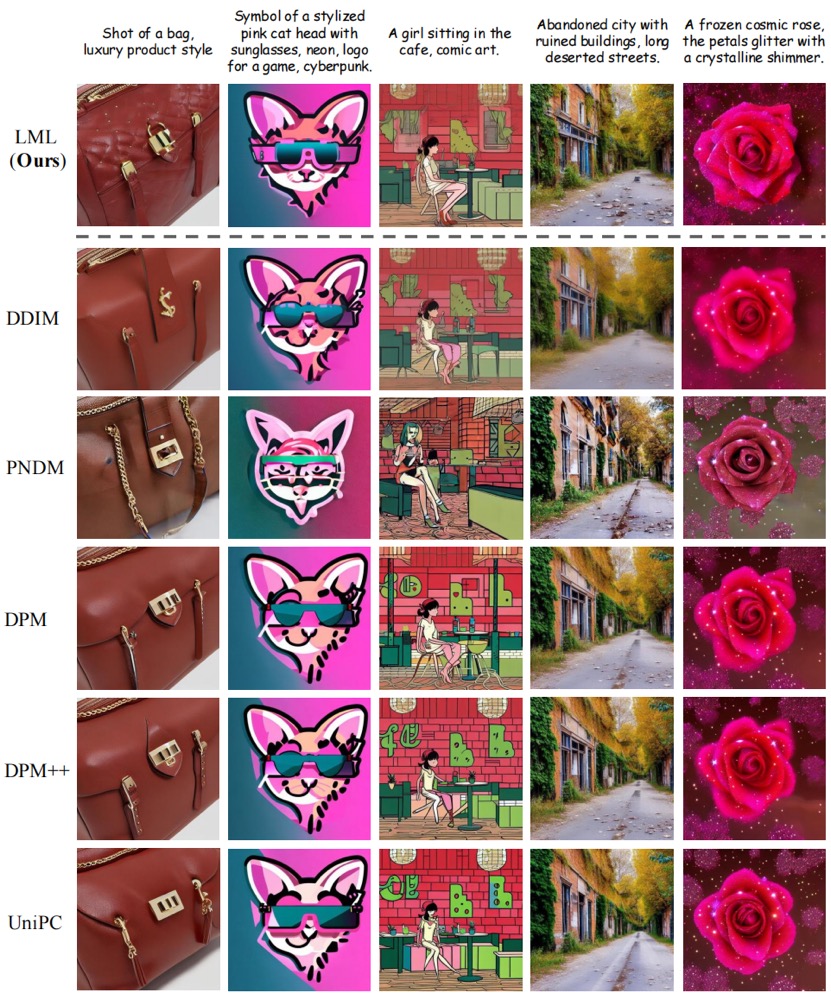 Shot of a bag,
luxury product style
Symbol of a stylized
pink cat head with
sunglasses, neon, logo
for a game, cyberpunk.
A girl sitting in the
cafe, comic art.
Abandoned city with
ruined buildings, long
deserted streets.
A frozen cosmic rose,
the petals glitter with
a crystalline shimmer.
LML
(Ours)
DDIM
PNDM
DPM
DPM++
UniPC